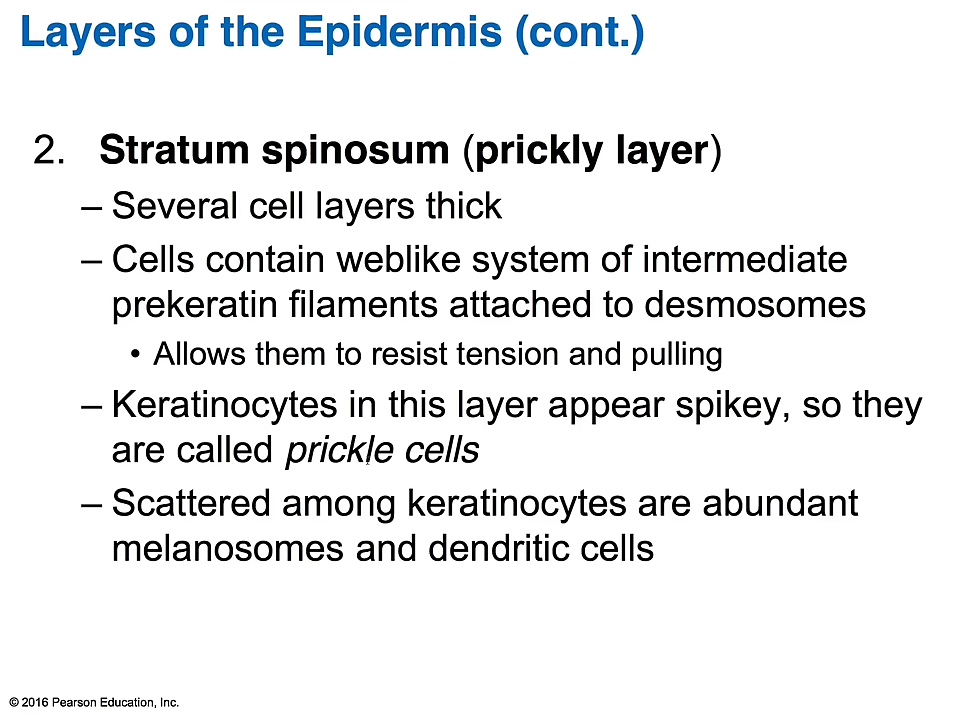 Layers of the Epidermis (cont.)
2. Stratum spinosum (prickly layer)
– Several cell layers thick
– Cells contain weblike system of intermediate
prekeratin filaments attached to desmosomes
• Allows them to resist tension and pulling
– Keratinocytes in this layer appear spikey, so they
are called prickle cells
– Scattered among keratinocytes are abundant
melanosomes and dendritic cells
© 2016 Pearson Education, Inc.